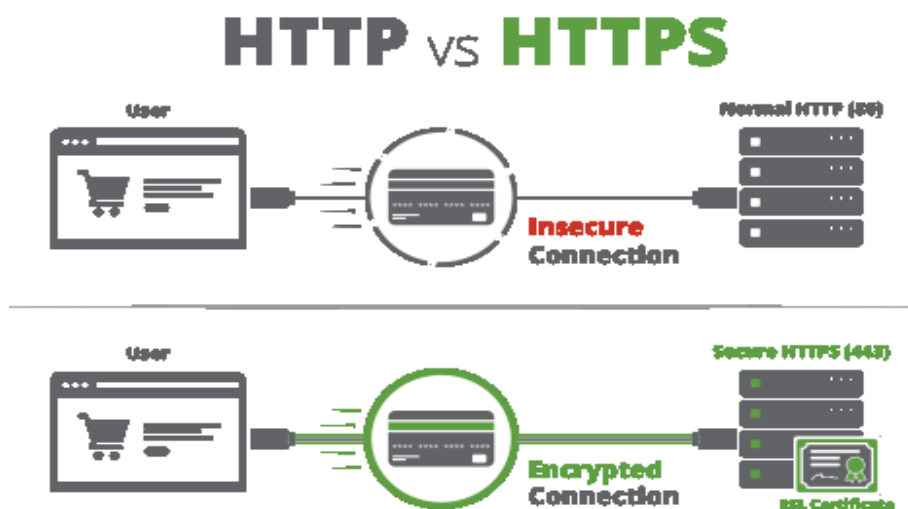 HTTP vs HTTPS
User
Normal HTTP (80)
Insecure
Connection
User
Secure HTTPS (443)
Encrypted
Connection
SSL Certificate